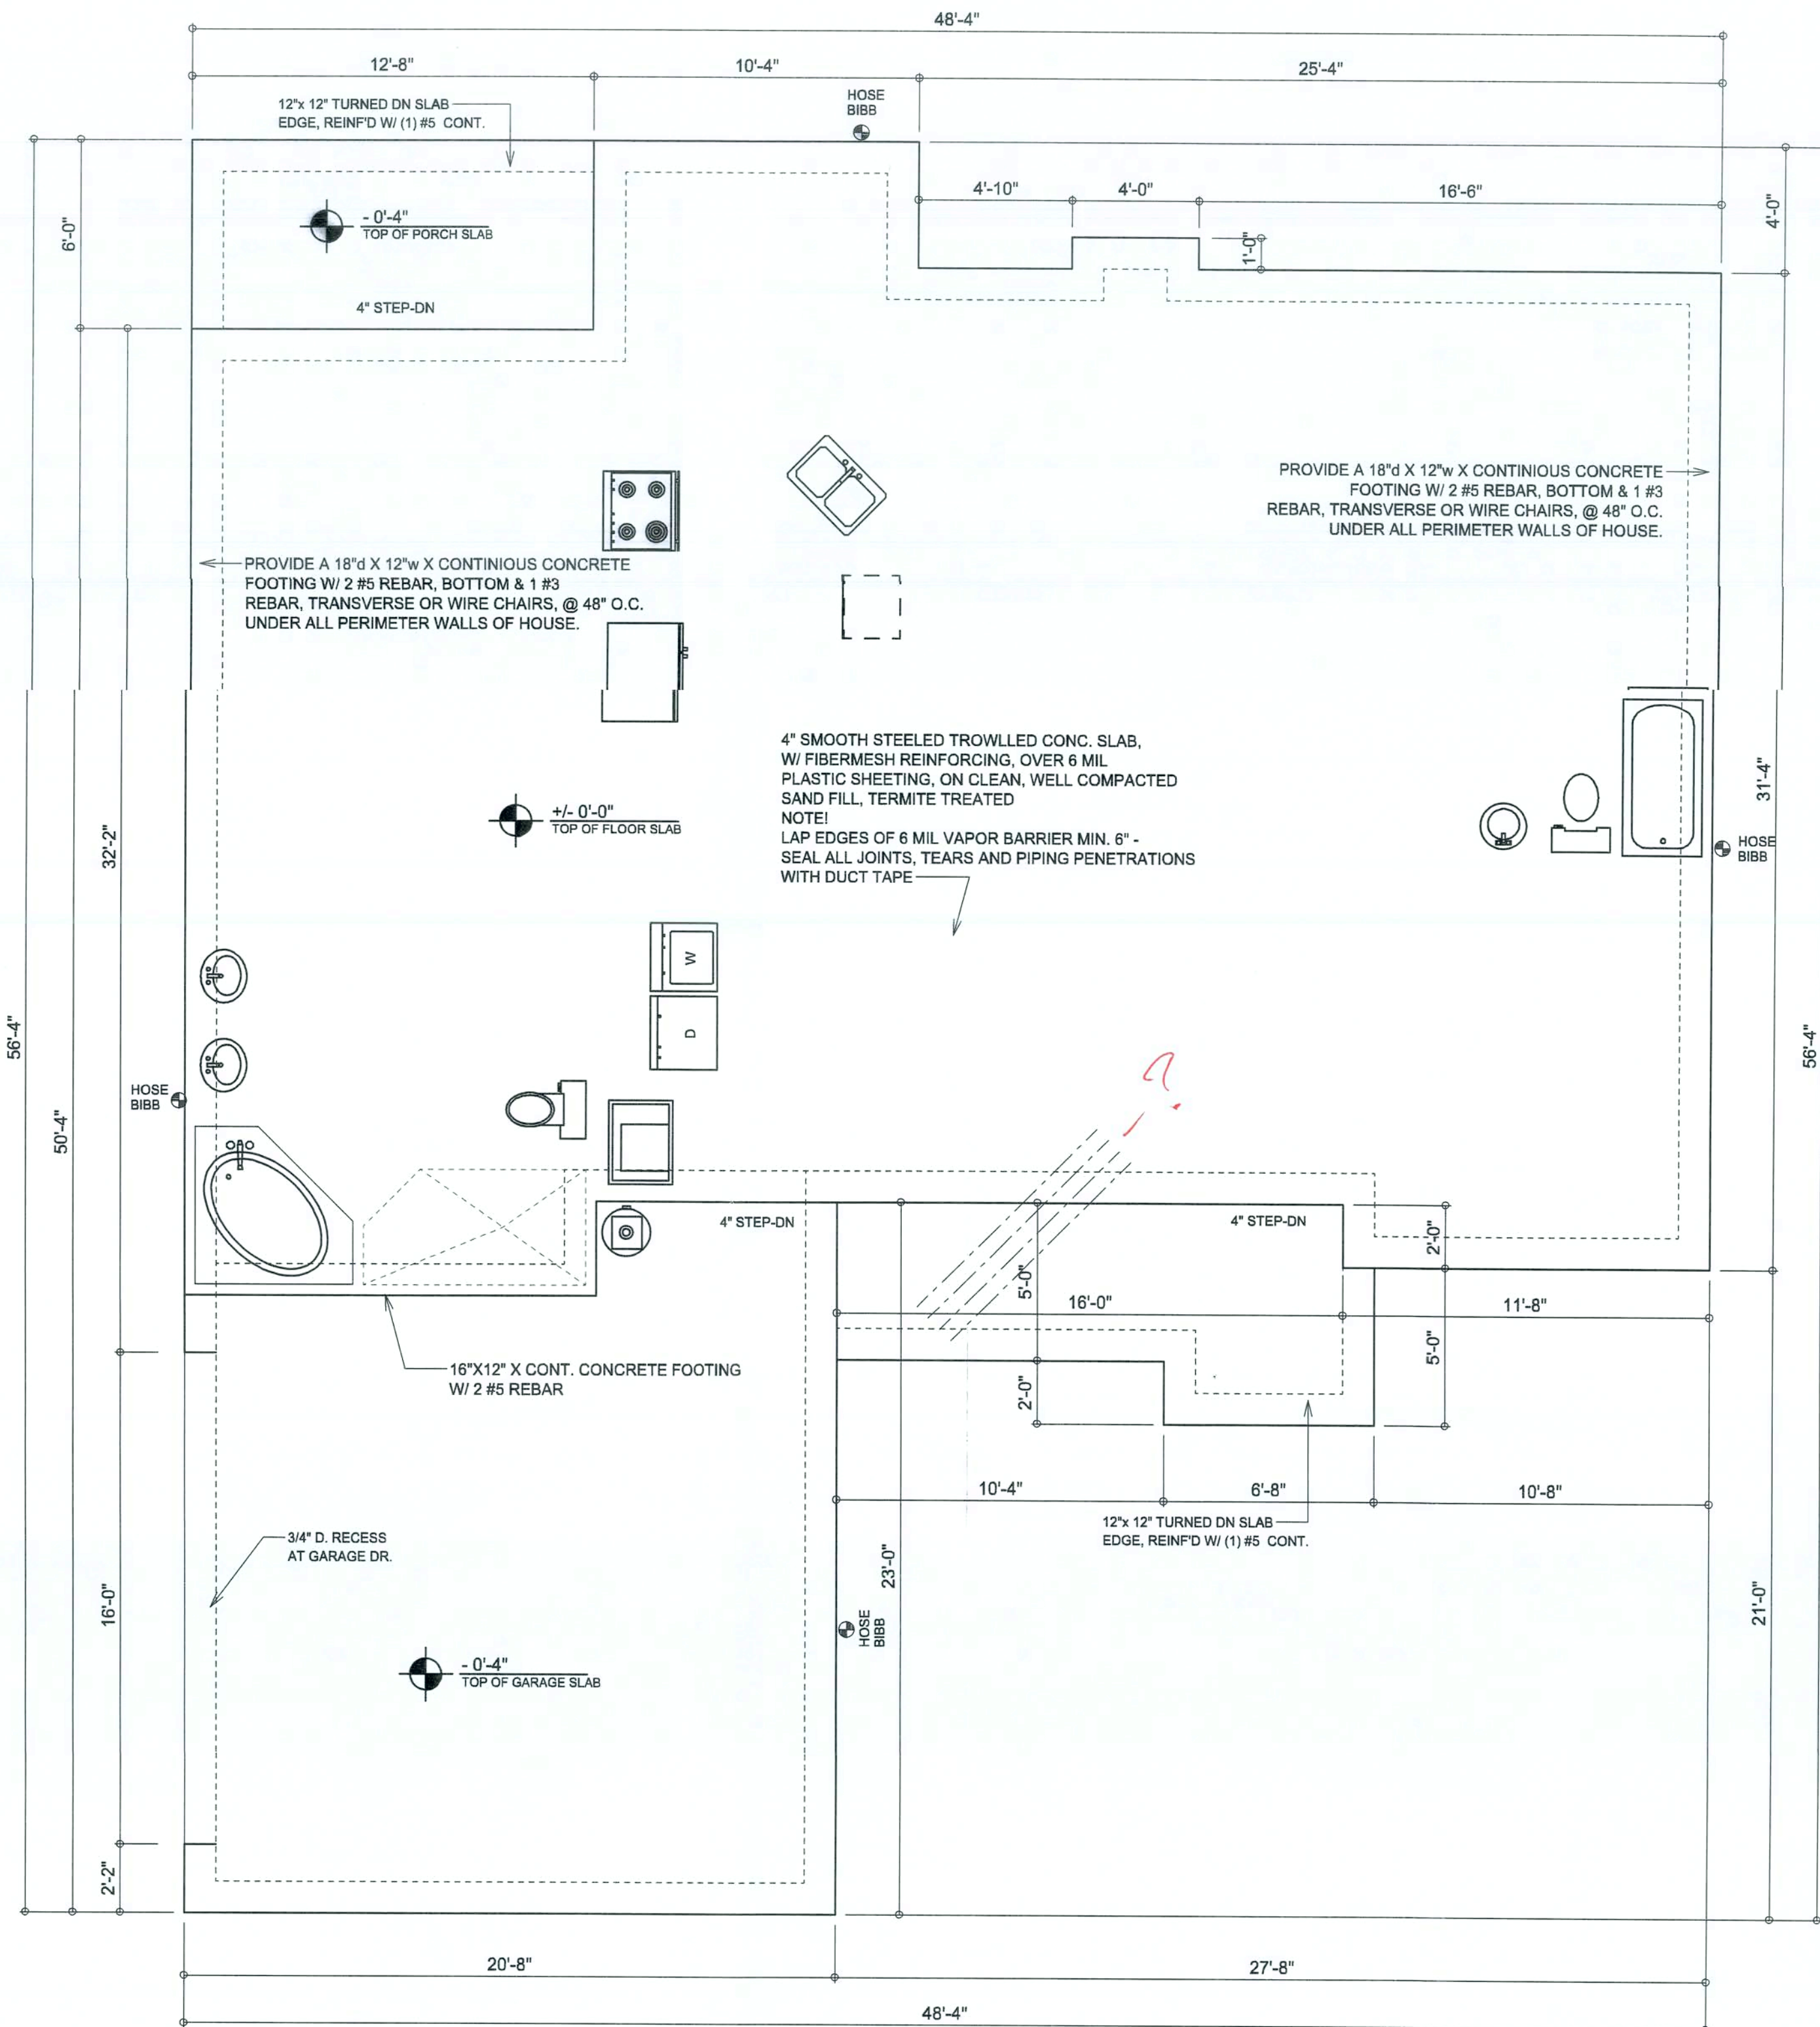 48'-4"
12'-8"
10'-4"
25'-4"
12"x 12" TURNED DN SLAB
EDGE, REINF'D W/ (1) #5 CONT.
HOSE
BIBB
6'-0"
- 0'-4"
TOP OF PORCH SLAB
4" STEP-DN
4'-10"
4'-0"
16'-6"
1'-0"
4'-0"
PROVIDE A 18"d X 12"w X CONTINIOUS CONCRETE
FOOTING W/ 2 #5 REBAR, BOTTOM & 1 #3
REBAR, TRANSVERSE OR WIRE CHAIRS, @ 48" O.C.
UNDER ALL PERIMETER WALLS OF HOUSE.
PROVIDE A 18"d X 12"w X CONTINIOUS CONCRETE
FOOTING W/ 2 #5 REBAR, BOTTOM & 1 #3
REBAR, TRANSVERSE OR WIRE CHAIRS, @ 48" O.C.
UNDER ALL PERIMETER WALLS OF HOUSE.
4" SMOOTH STEELED TROWLLED CONC. SLAB,
W/ FIBERMESH REINFORCING, OVER 6 MIL
PLASTIC SHEETING, ON CLEAN, WELL COMPACTED
SAND FILL, TERMITE TREATED
NOTE!
LAP EDGES OF 6 MIL VAPOR BARRIER MIN. 6" -
SEAL ALL JOINTS, TEARS AND PIPING PENETRATIONS
WITH DUCT TAPE
+/- 0'-0"
TOP OF FLOOR SLAB
32'-2"
31'-4"
HOSE
BIBB
W
D
56'-4"
56'-4"
50'-4"
HOSE
BIBB
?
4" STEP-DN
4" STEP-DN
2'-0"
5'-0"
16'-0"
11'-8"
5'-0"
2'-0"
16"X12" X CONT. CONCRETE FOOTING
W/ 2 #5 REBAR
10'-4"
6'-8"
10'-8"
12"x 12" TURNED DN SLAB
EDGE, REINF'D W/ (1) #5 CONT.
3/4" D. RECESS
AT GARAGE DR.
23'-0"
16'-0"
21'-0"
HOSE
BIBB
- 0'-4"
TOP OF GARAGE SLAB
2'-2"
20'-8"
27'-8"
48'-4"